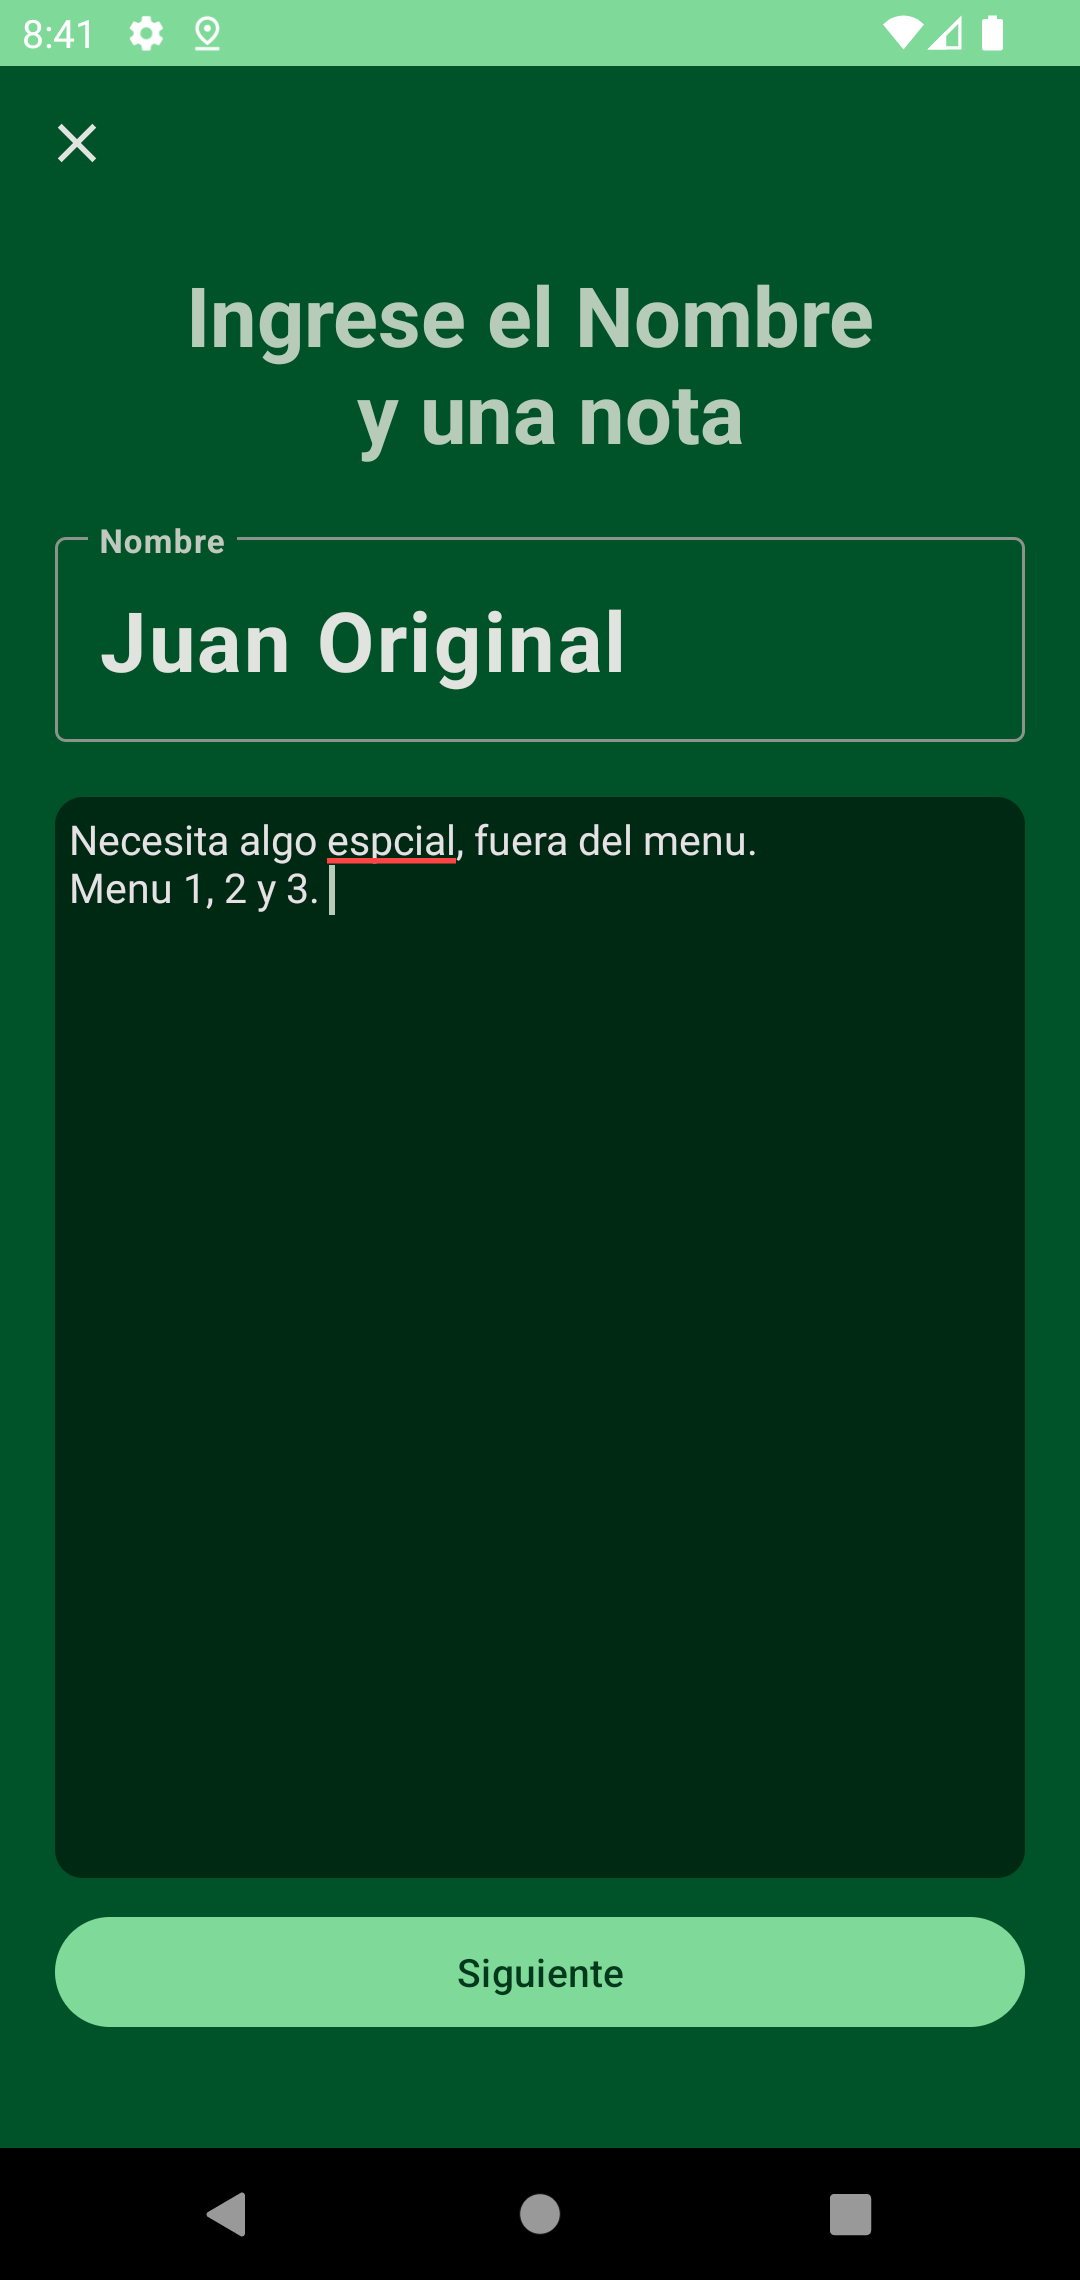 8:41
Ingrese el Nombre
y una nota
Nombre
Juan Original
Necesita algo espcial, fuera del menu.
Menu 1, 2 y 3.
Siguiente